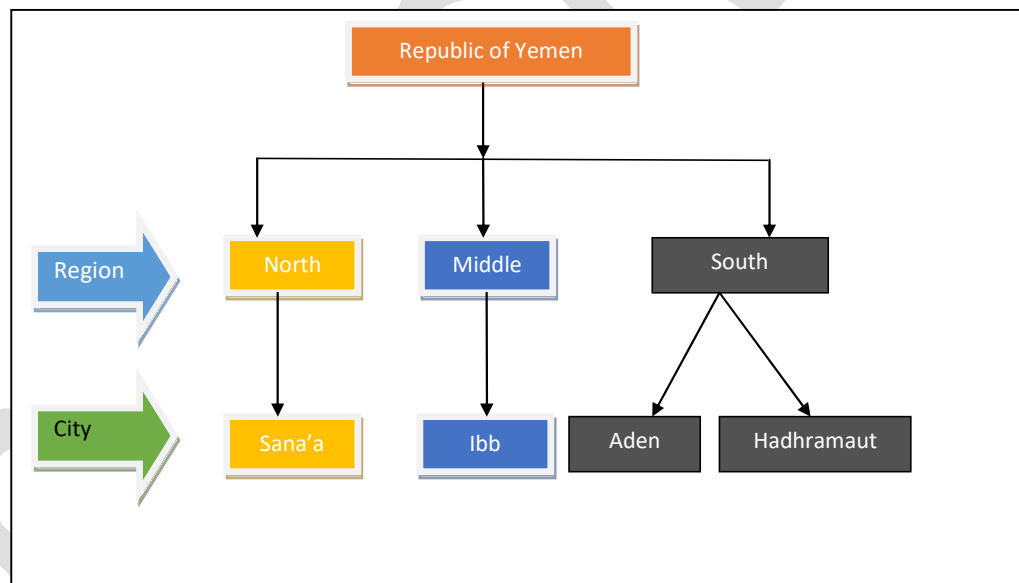 Republic of Yemen
Region
North
Middle
South
City
Sana’a
Ibb
Aden
Hadhramaut